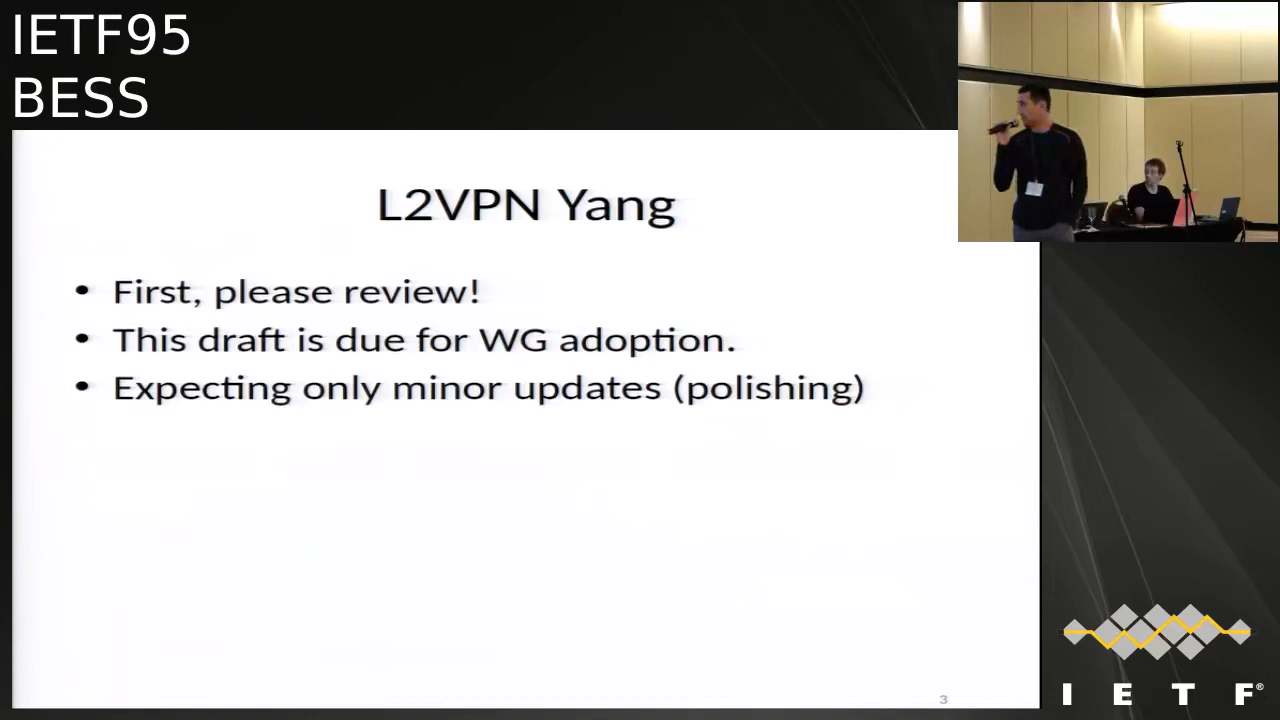 IETF95
BESS
L2VPN Yang
• First, please review!
• This draft is due for WG adoption.
• Expecting only minor updates (polishing)
3
I E T F®